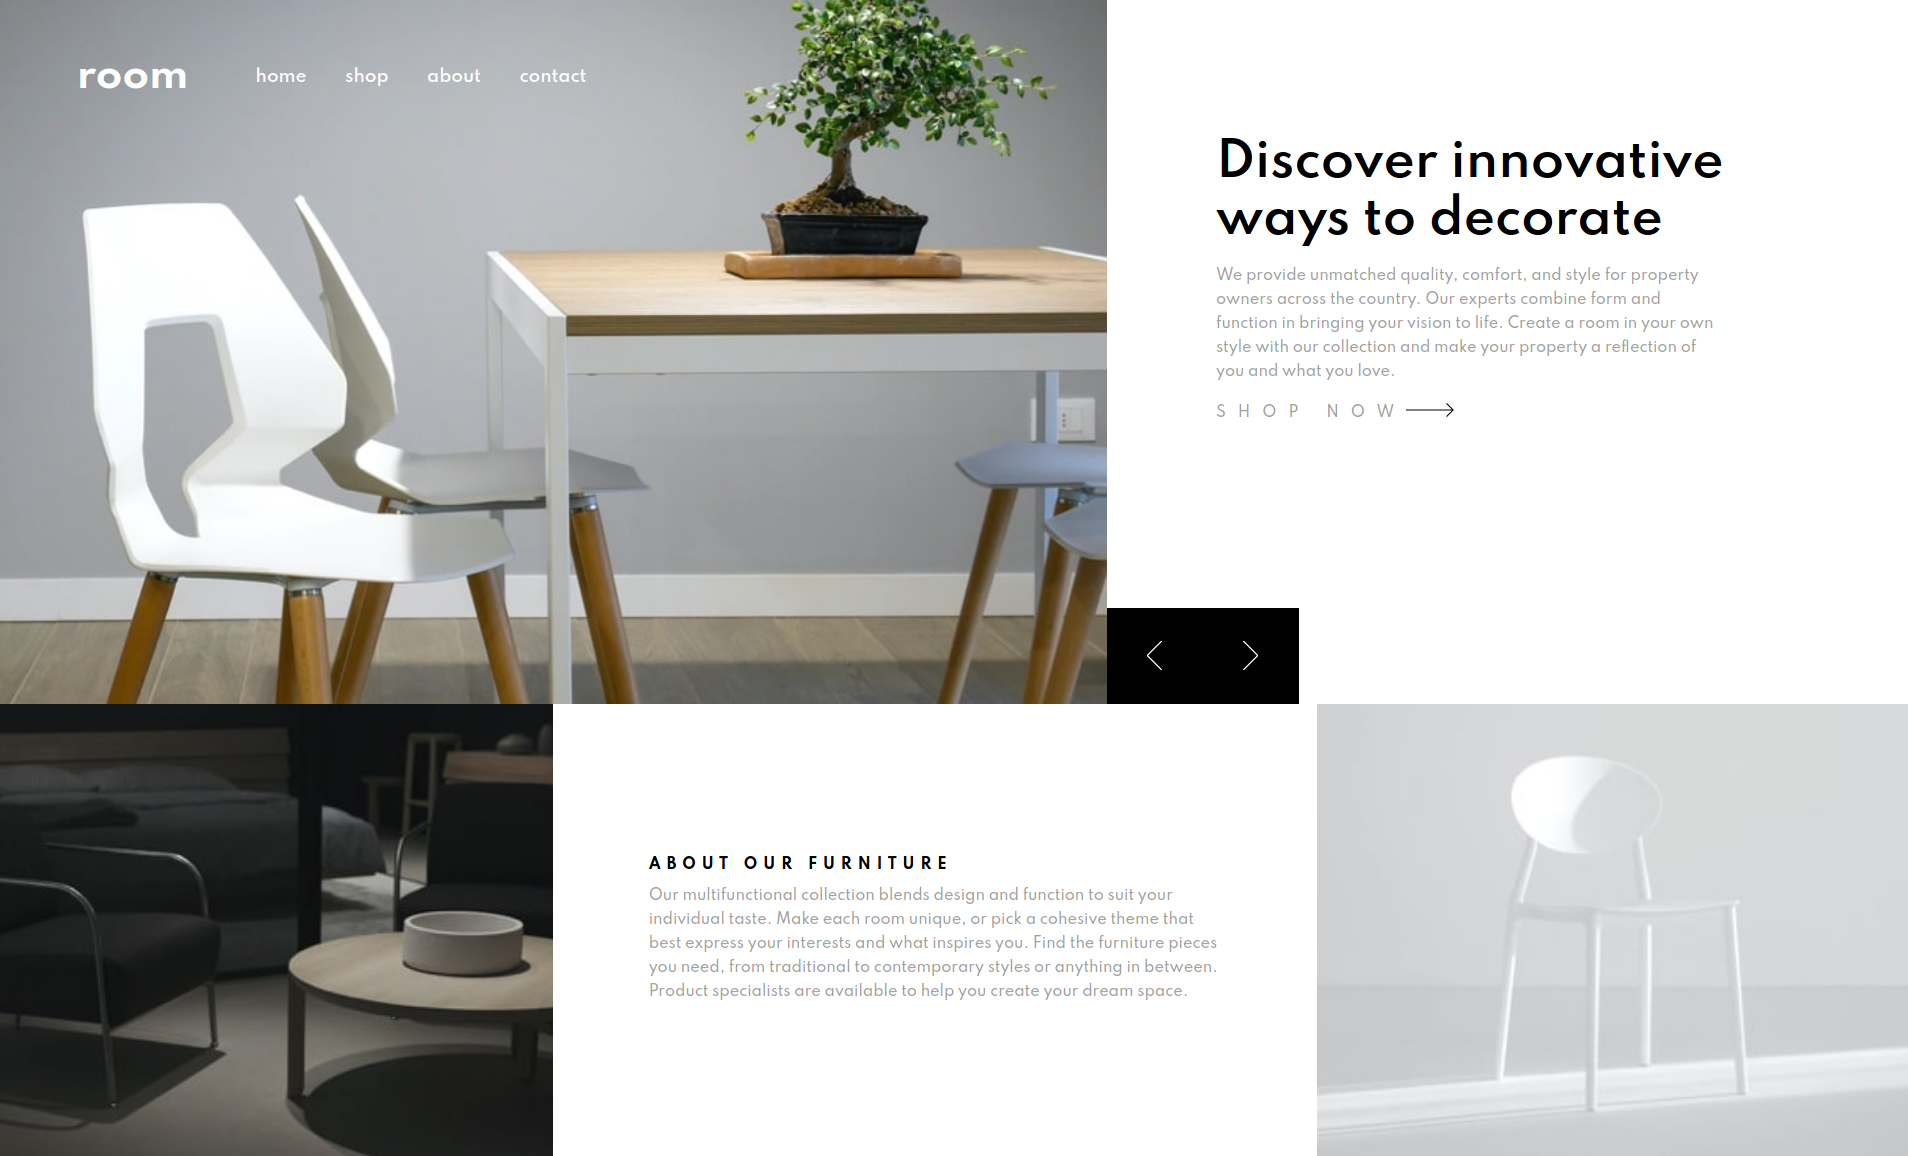 room
home shop about contact
Discover innovative
ways to decorate
We provide unmatched quality, comfort, and style for property
owners across the country. Our experts combine form and
function in bringing your vision to life. Create a room in your own
style with our collection and make your property a reflection of
you and what you love.
SHOP NOW
ABOUT OUR FURNITURE
Our multifunctional collection blends design and function to suit your
individual taste. Make each room unique, or pick a cohesive theme that
best express your interests and what inspires you. Find the furniture pieces
you need, from traditional to contemporary styles or anything in between.
Product specialists are available to help you create your dream space.